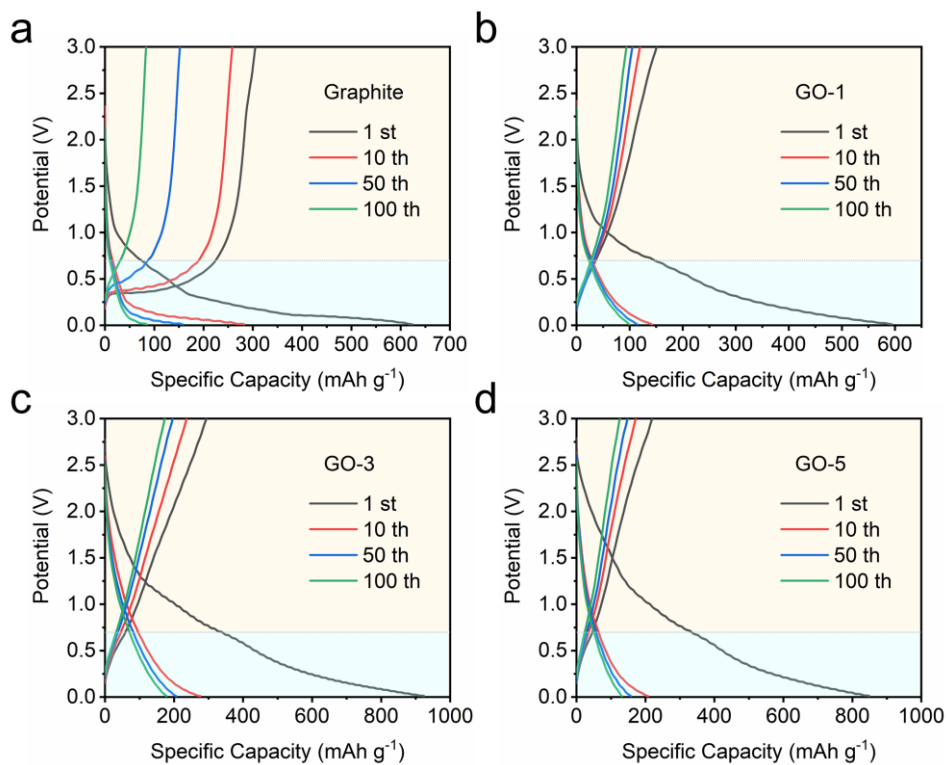 a
Graphite
1 st
10 th
50 th
100 th
Potential (V)
3.0
2.5
2.0
1.5
1.0
0.5
0.0
0 100 200 300 400 500 600 700
Specific Capacity (mAh g⁻¹)
b
GO-1
1 st
10 th
50 th
100 th
Potential (V)
3.0
2.5
2.0
1.5
1.0
0.5
0.0
0 100 200 300 400 500 600
Specific Capacity (mAh g⁻¹)
c
GO-3
1 st
10 th
50 th
100 th
Potential (V)
3.0
2.5
2.0
1.5
1.0
0.5
0.0
0 200 400 600 800 1000
Specific Capacity (mAh g⁻¹)
d
GO-5
1 st
10 th
50 th
100 th
Potential (V)
3.0
2.5
2.0
1.5
1.0
0.5
0.0
0 200 400 600 800 1000
Specific Capacity (mAh g⁻¹)